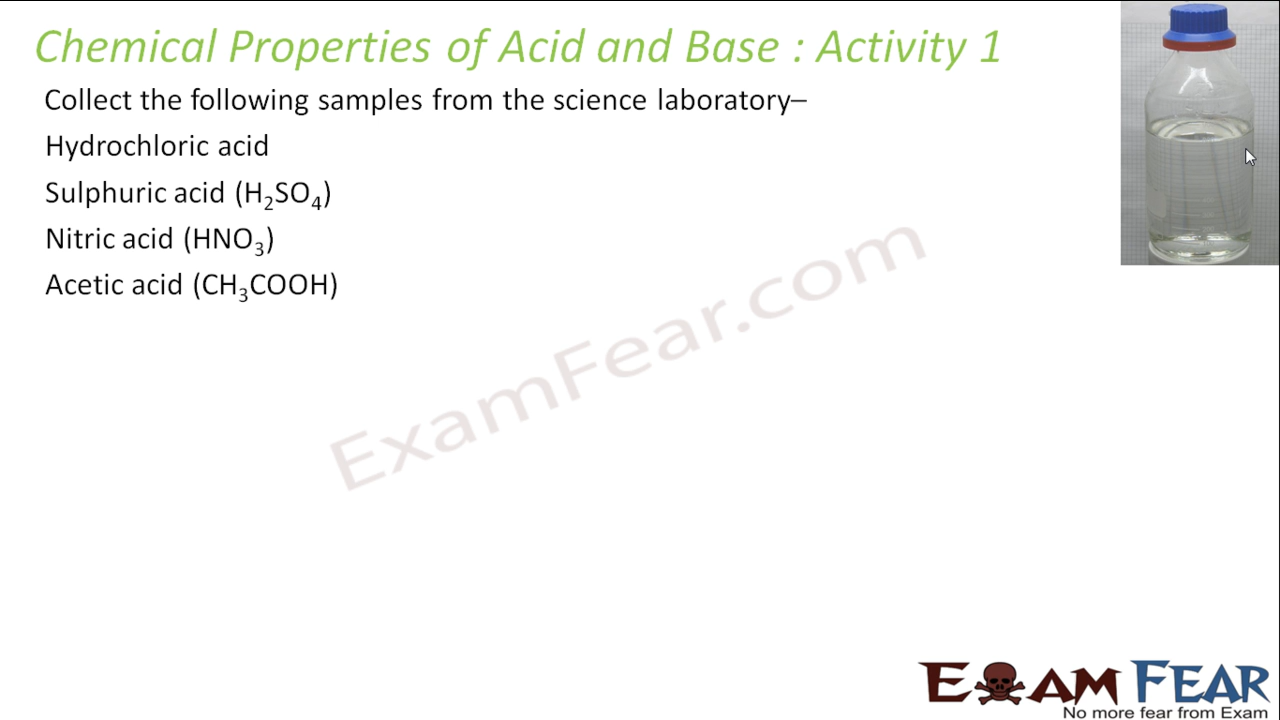 Chemical Properties of Acid and Base : Activity 1
Collect the following samples from the science laboratory–
Hydrochloric acid
Sulphuric acid (H₂SO₄)
Nitric acid (HNO₃)
Acetic acid (CH₃COOH)
ExamFear.com
EXAM FEAR
No more fear from Exam